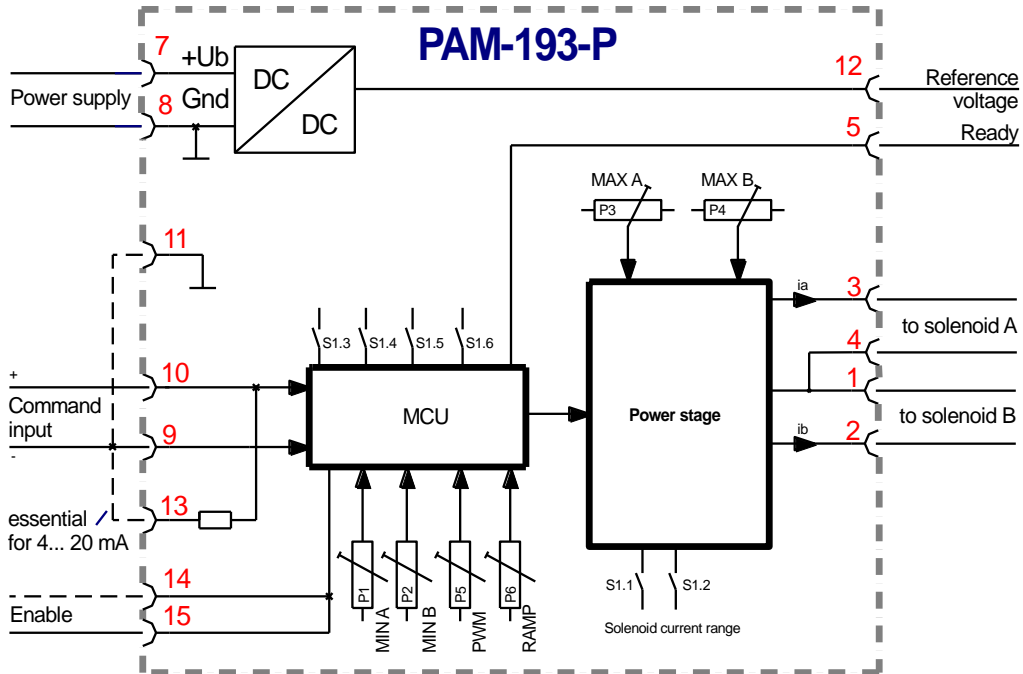 PAM-193-P
7
+Ub
DC
DC
12
Reference
voltage
Power supply
8
Gnd
5
Ready
MAX A
P3
MAX B
P4
11
ia
3
S1.3
S1.4
S1.5
S1.6
to solenoid A
4
+
10
1
Command
input
MCU
Power stage
to solenoid B
9
-
ib
2
13
essential
for 4... 20 mA
P1
MIN A
P2
MIN B
P5
PWM
P6
RAMP
14
S1.1
S1.2
Enable
15
Solenoid current range